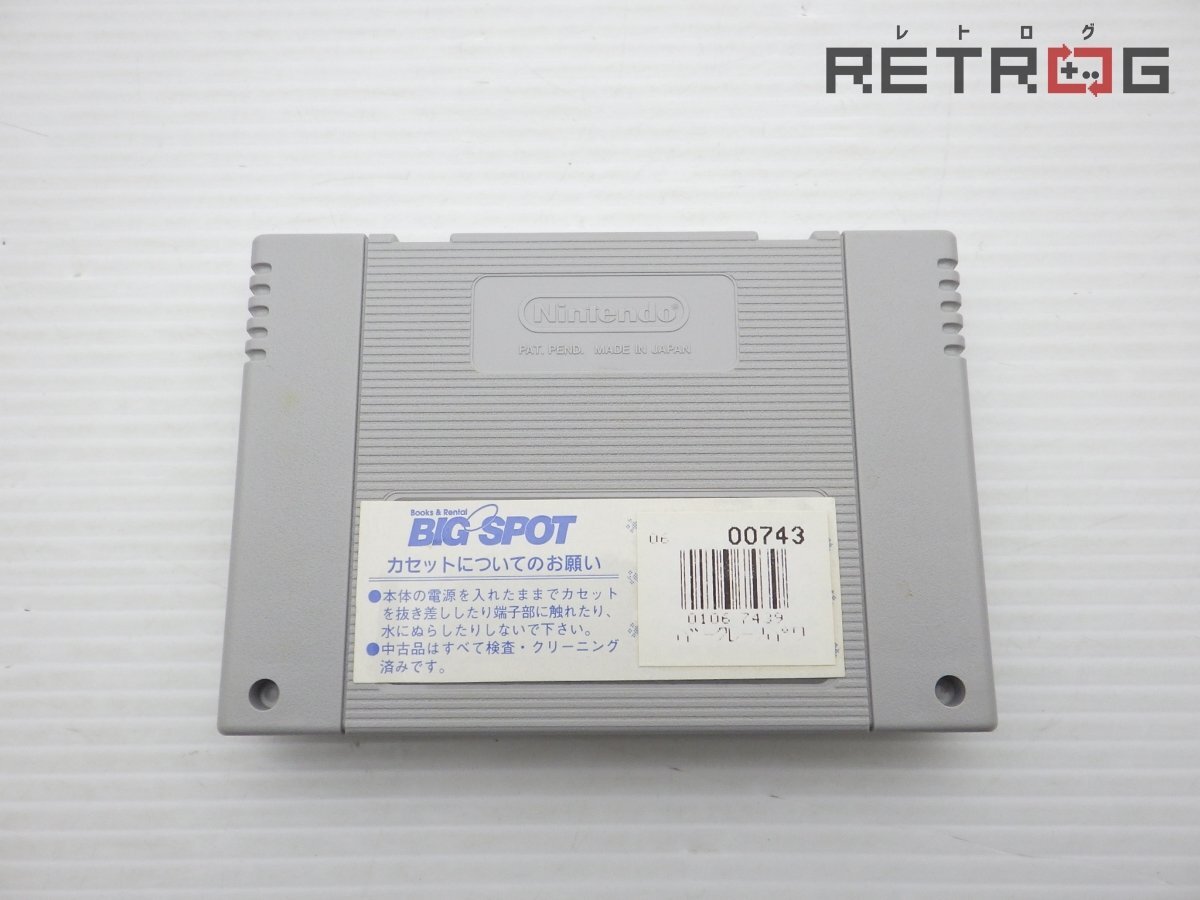 レトログ
RETROG
Nintendo®
PAT. PEND. MADE IN JAPAN
Books & Rental
BIG SPOT
カセットについてのお願い
●本体の電源を入れたままでカセット
を抜き差ししたり端子部に触れたり、
水にぬらしたりしないで下さい。
●中古品はすべて検査・クリーニング
済みです。
06 00743
0106 7439